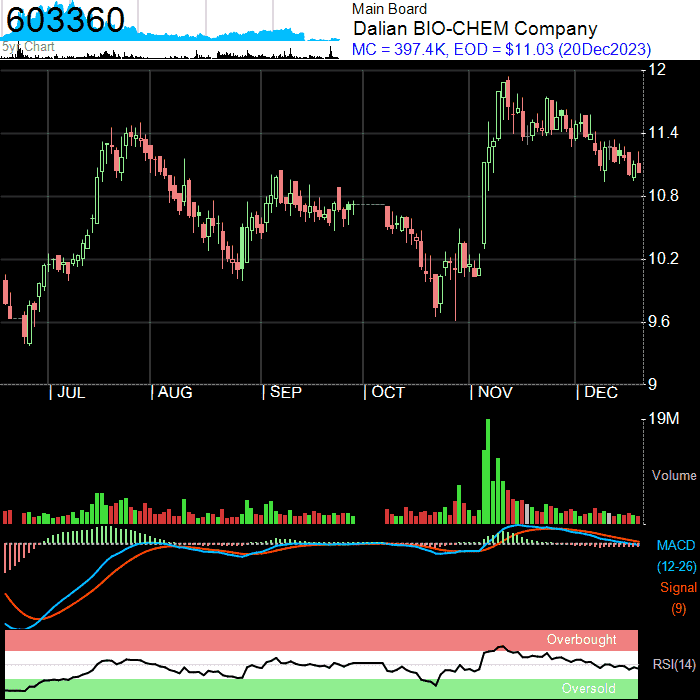 603360
5yr Chart
Main Board
Dalian BIO-CHEM Company
MC = 397.4K, EOD = $11.03 (20Dec2023)
12
11.4
10.8
10.2
9.6
9
JUL AUG SEP OCT NOV DEC
19M
Volume
MACD
(12-26)
Signal
(9)
Overbought
RSI(14)
Oversold